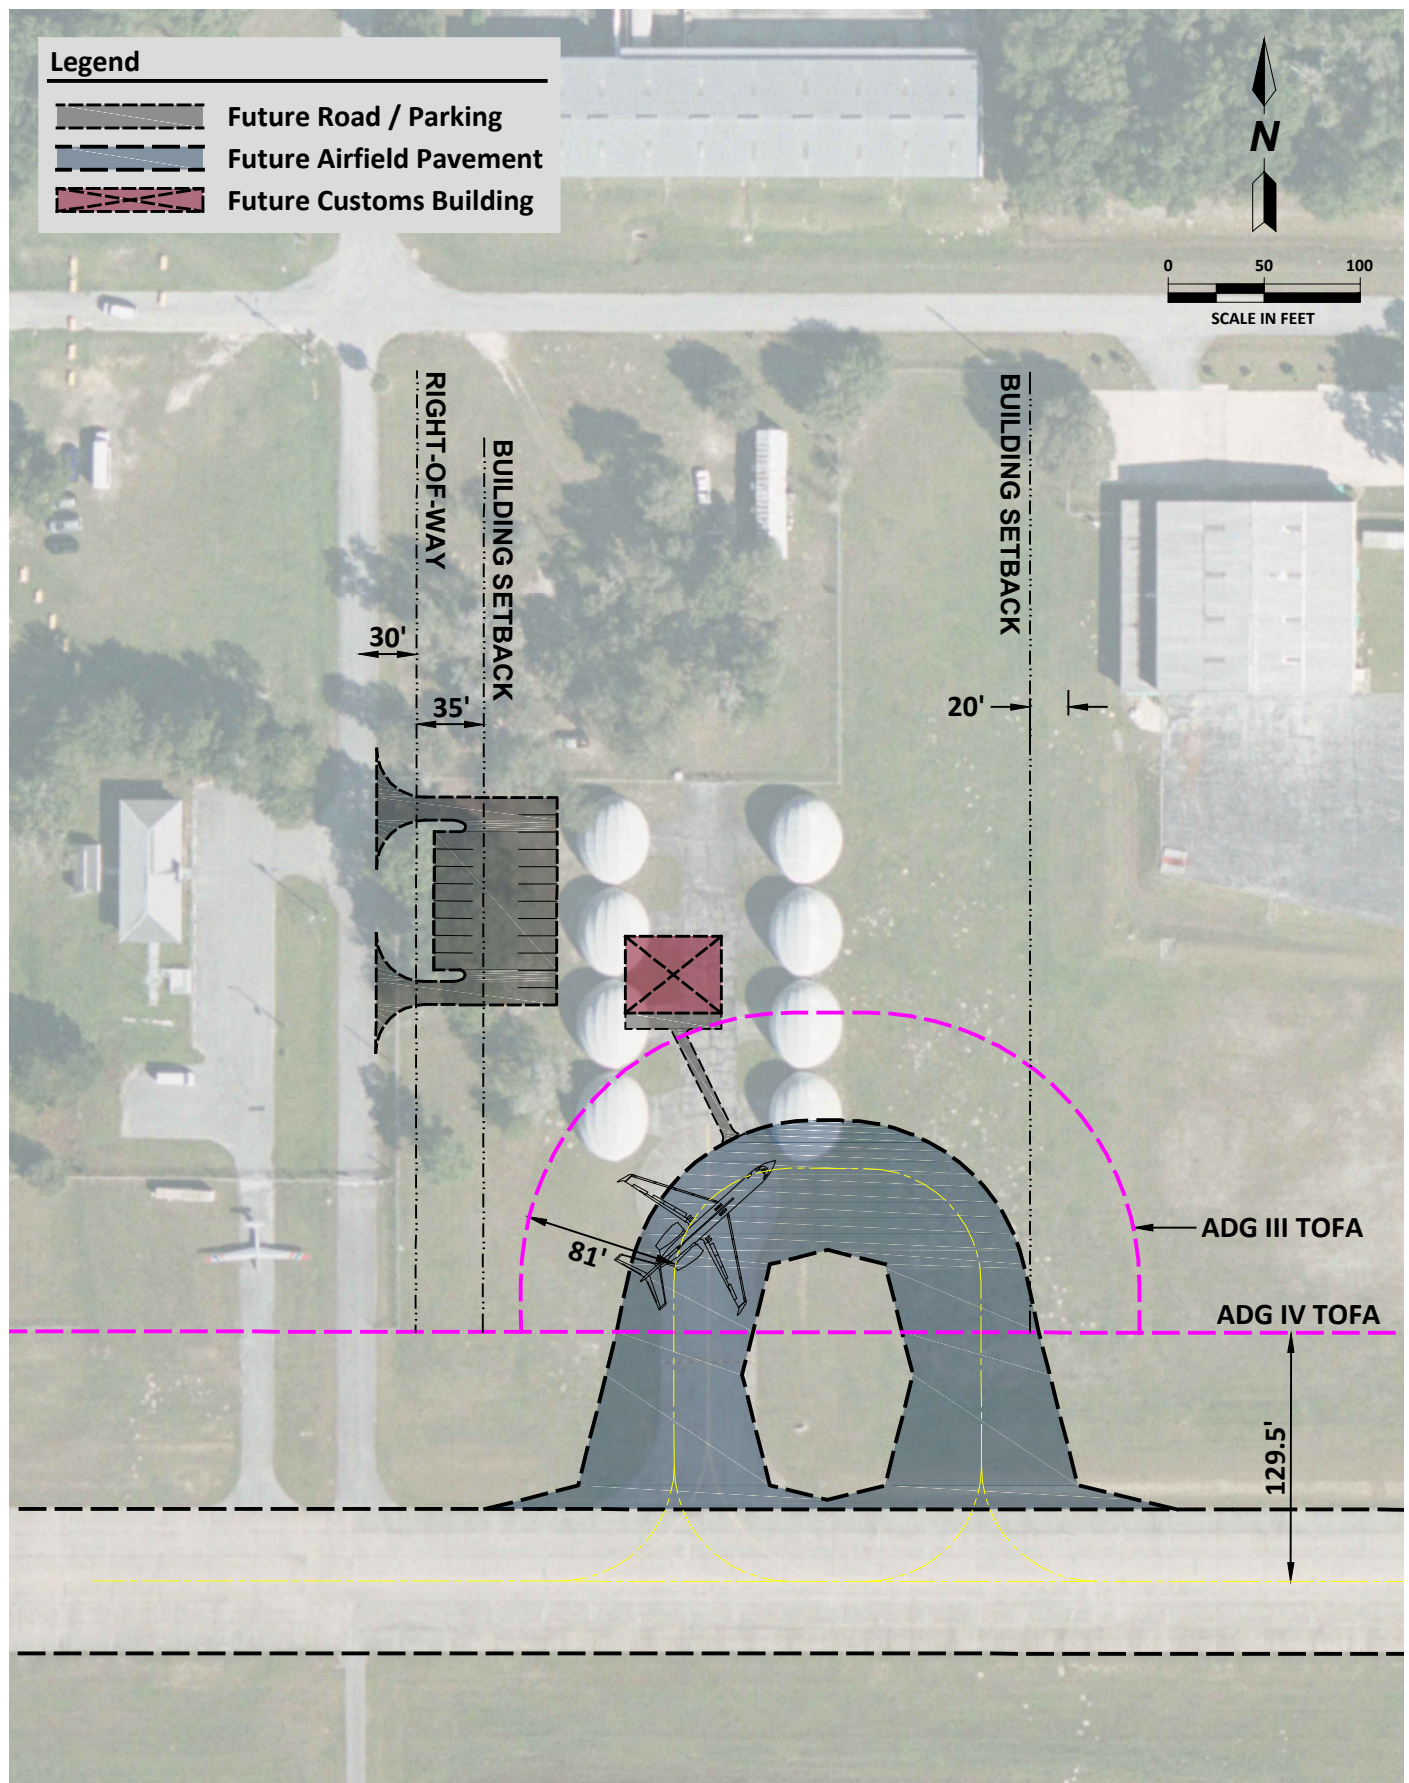 Legend
Future Road / Parking
Future Airfield Pavement
Future Customs Building
N
0 50 100
SCALE IN FEET
RIGHT-OF-WAY
BUILDING SETBACK
BUILDING SETBACK
30'
35'
20'
81'
ADG III TOFA
ADG IV TOFA
129.5'